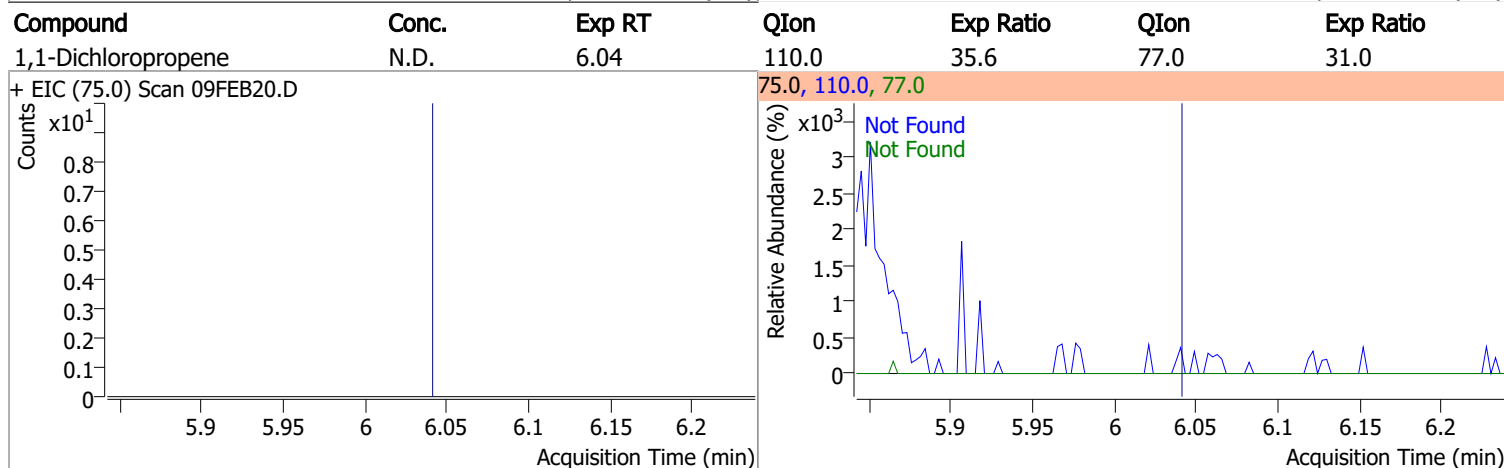 Compound Conc. Exp RT QIon Exp Ratio QIon Exp Ratio
1,1-Dichloropropene N.D. 6.04 110.0 35.6 77.0 31.0
+ EIC (75.0) Scan 09FEB20.D
Counts
x10¹
0.8
0.7
0.6
0.5
0.4
0.3
0.2
0.1
0
5.9 5.95 6 6.05 6.1 6.15 6.2
Acquisition Time (min)
75.0, 110.0, 77.0
Relative Abundance (%)
x10³
Not Found
Not Found
3
2.5
2
1.5
1
0.5
0
5.9 5.95 6 6.05 6.1 6.15 6.2
Acquisition Time (min)